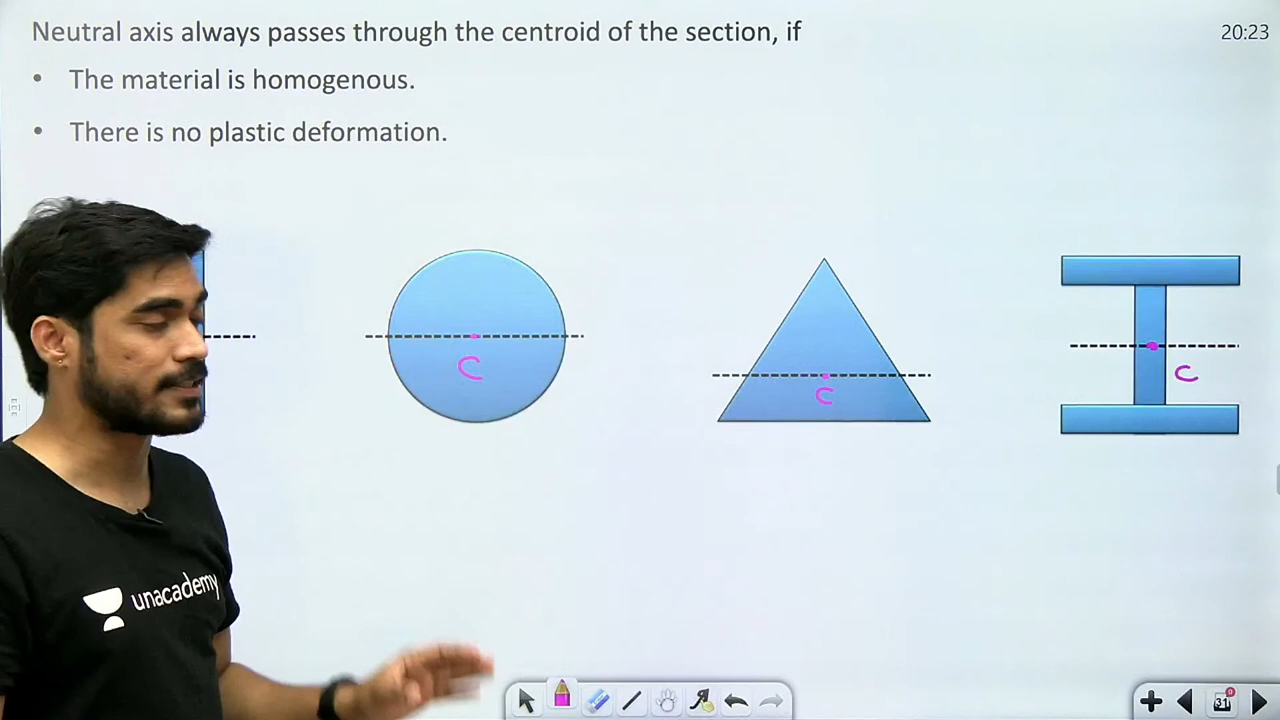 Neutral axis always passes through the centroid of the section, if
20:23
• The material is homogenous.
• There is no plastic deformation.
C
C
C
unacademy
31